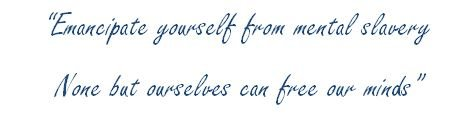 “Emancipate yourself from mental slavery
None but ourselves can free our minds”